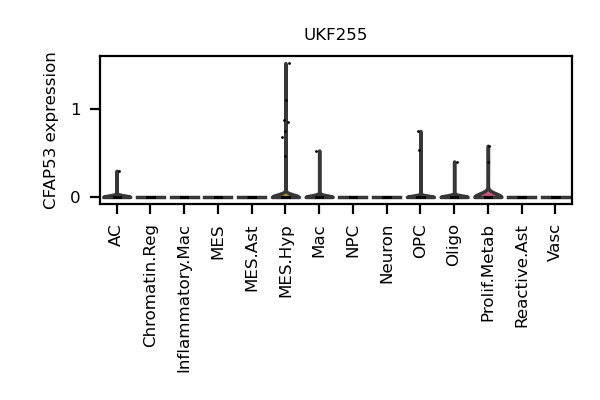 UKF255
CFAP53 expression
1
0
AC
Chromatin.Reg
Inflammatory.Mac
MES
MES.Ast
MES.Hyp
Mac
NPC
Neuron
OPC
Oligo
Prolif.Metab
Reactive.Ast
Vasc